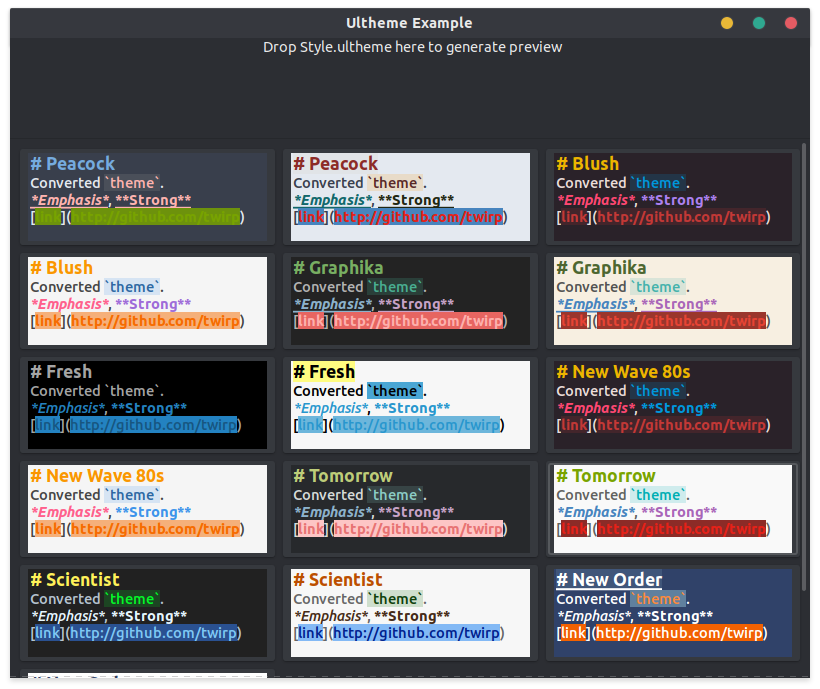 Ultheme Example
Drop Style.ultheme here to generate preview
# Peacock
Converted `theme`.
*Emphasis*, **Strong**
[link](http://github.com/twirp)
# Peacock
Converted `theme`.
*Emphasis*, **Strong**
[link](http://github.com/twirp)
# Blush
Converted `theme`.
*Emphasis*, **Strong**
[link](http://github.com/twirp)
# Blush
Converted `theme`.
*Emphasis*, **Strong**
[link](http://github.com/twirp)
# Graphika
Converted `theme`.
*Emphasis*, **Strong**
[link](http://github.com/twirp)
# Graphika
Converted `theme`.
*Emphasis*, **Strong**
[link](http://github.com/twirp)
# Fresh
Converted `theme`.
*Emphasis*, **Strong**
[link](http://github.com/twirp)
# Fresh
Converted `theme`.
*Emphasis*, **Strong**
[link](http://github.com/twirp)
# New Wave 80s
Converted `theme`.
*Emphasis*, **Strong**
[link](http://github.com/twirp)
# New Wave 80s
Converted `theme`.
*Emphasis*, **Strong**
[link](http://github.com/twirp)
# Tomorrow
Converted `theme`.
*Emphasis*, **Strong**
[link](http://github.com/twirp)
# Tomorrow
Converted `theme`.
*Emphasis*, **Strong**
[link](http://github.com/twirp)
# Scientist
Converted `theme`.
*Emphasis*, **Strong**
[link](http://github.com/twirp)
# Scientist
Converted `theme`.
*Emphasis*, **Strong**
[link](http://github.com/twirp)
# New Order
Converted `theme`.
*Emphasis*, **Strong**
[link](http://github.com/twirp)